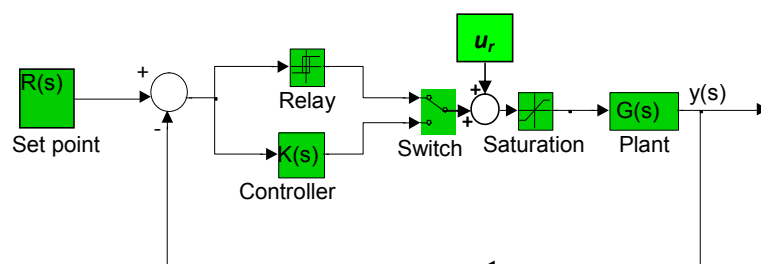 u_r
R(s)
+
-
Set point
Relay
K(s)
Controller
Switch
+
+
Saturation
G(s)
Plant
y(s)